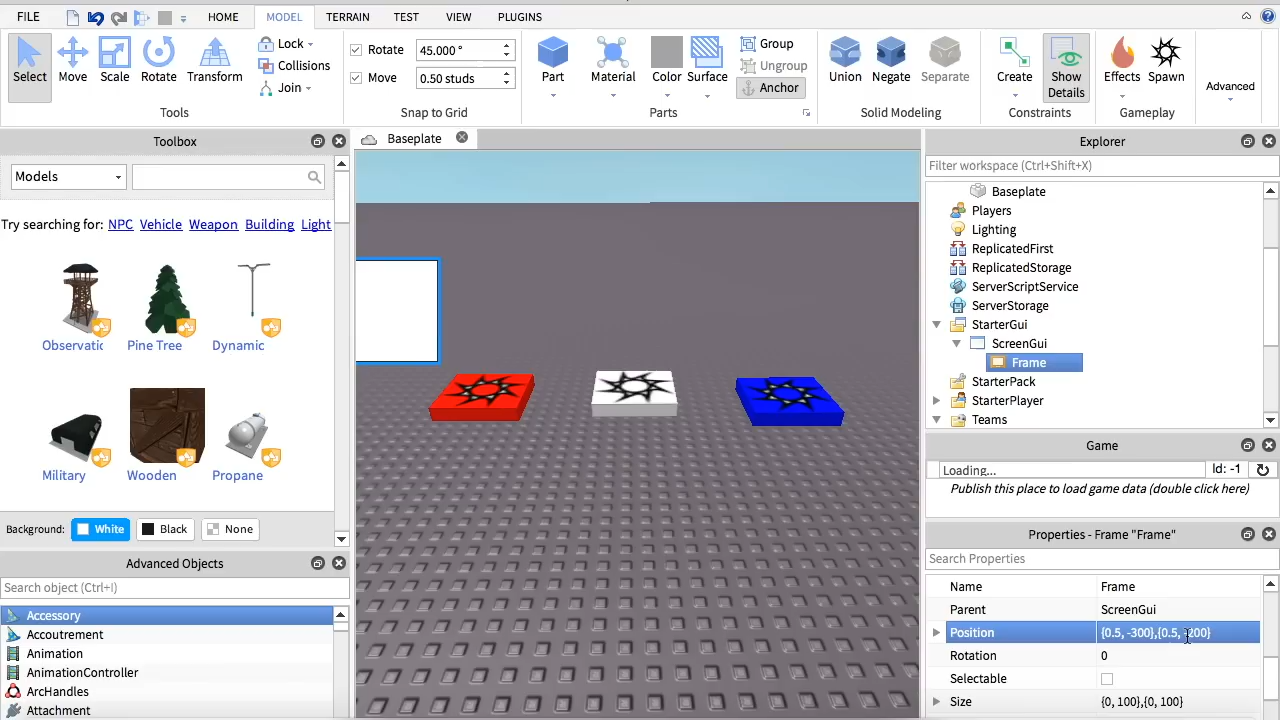 FILE HOME MODEL TERRAIN TEST VIEW PLUGINS
Select Move Scale Rotate Transform
Tools
Lock
Collisions
Join
Rotate 45.000 °
Move 0.50 studs
Snap to Grid
Part Material Color Surface
Group
Ungroup
Anchor
Parts
Union Negate Separate
Solid Modeling
Create Show Details
Constraints
Effects Spawn
Gameplay
Advanced
Toolbox
Models
Try searching for: NPC Vehicle Weapon Building Light
Observatic Pine Tree Dynamic
Military Wooden Propane
Background: White Black None
Advanced Objects
Search object (Ctrl+I)
Accessory
Accoutrement
Animation
AnimationController
ArcHandles
Attachment
Baseplate
Explorer
Filter workspace (Ctrl+Shift+X)
Baseplate
Players
Lighting
ReplicatedFirst
ReplicatedStorage
ServerScriptService
ServerStorage
StarterGui
ScreenGui
Frame
StarterPack
StarterPlayer
Teams
Game
Loading... Id: -1
Publish this place to load game data (double click here)
Properties - Frame "Frame"
Search Properties
Name Frame
Parent ScreenGui
Position {0.5, -300},{0.5, -200}
Rotation 0
Selectable
Size {0, 100},{0, 100}